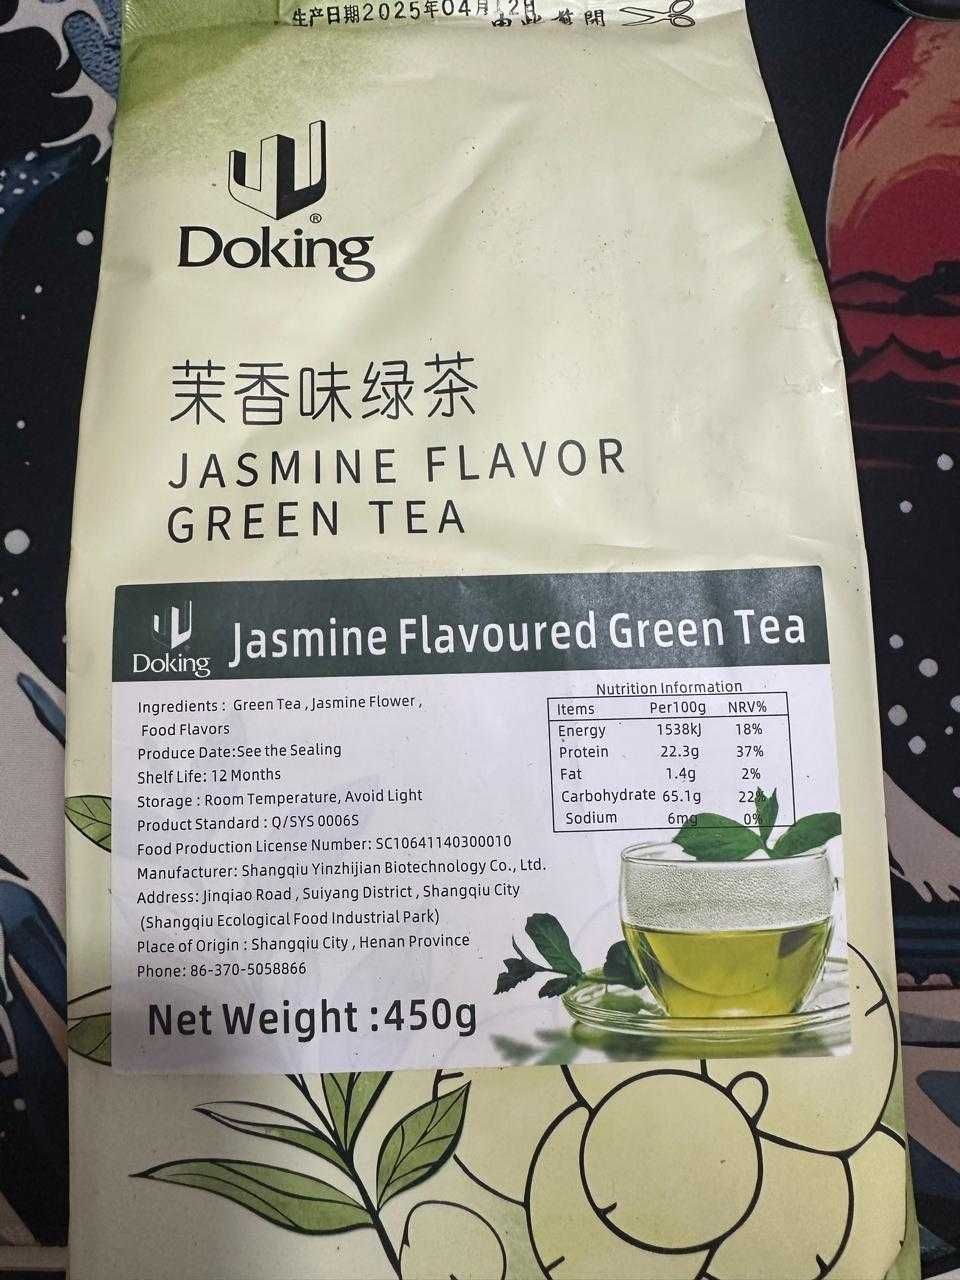 生产日期2025年04月12日
由此剪開
Doking®
茉香味绿茶
JASMINE FLAVOR
GREEN TEA
Doking
Jasmine Flavoured Green Tea
Ingredients : Green Tea , Jasmine Flower ,
Food Flavors
Produce Date:See the Sealing
Shelf Life: 12 Months
Storage : Room Temperature, Avoid Light
Product Standard : Q/SYS 0006S
Food Production License Number: SC10641140300010
Manufacturer: Shangqiu Yinzhijian Biotechnology Co., Ltd.
Address: Jinqiao Road , Suiyang District , Shangqiu City
(Shangqiu Ecological Food Industrial Park)
Place of Origin : Shangqiu City , Henan Province
Phone: 86-370-5058866
Net Weight :450g
Nutrition Information
Items Per100g NRV%
Energy 1538kJ 18%
Protein 22.3g 37%
Fat 1.4g 2%
Carbohydrate 65.1g 22%
Sodium 6mg 0%